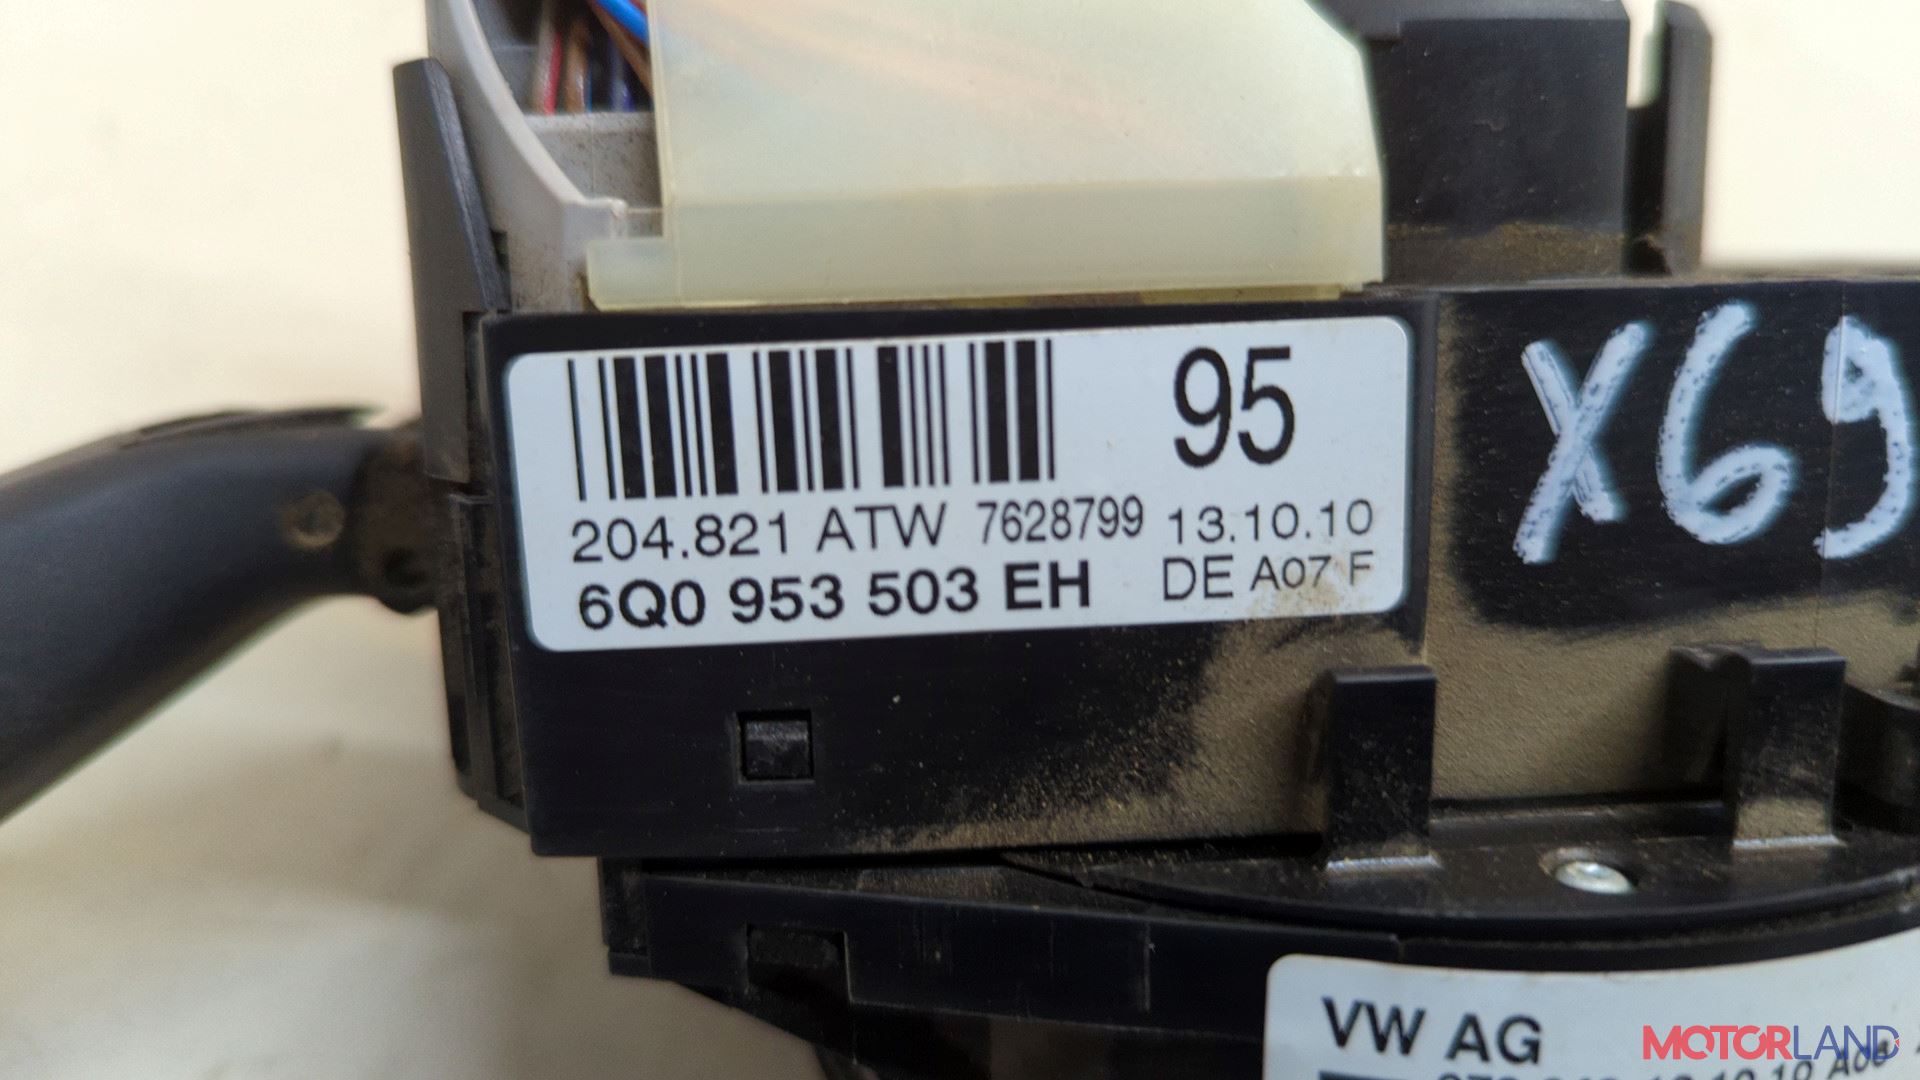 95
204.821 ATW 7628799 13.10.10
6Q0 953 503 EH DE A07 F
X69
VW AG
MOTORLAND